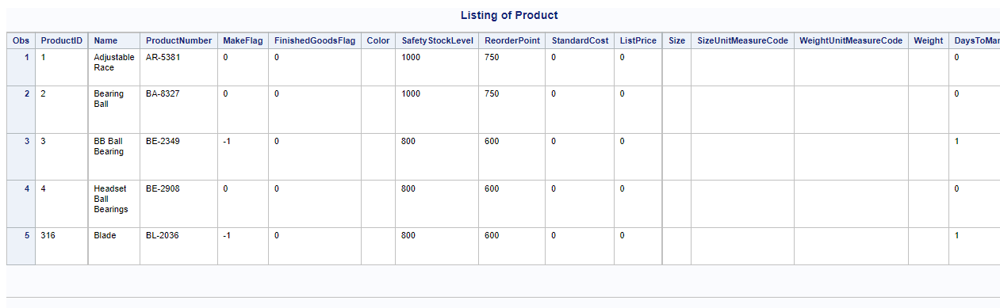 Listing of Product
Obs ProductID Name ProductNumber MakeFlag FinishedGoodsFlag Color SafetyStockLevel ReorderPoint StandardCost ListPrice Size SizeUnitMeasureCode WeightUnitMeasureCode Weight DaysToMar
1 1 Adjustable AR-5381 0 0 1000 750 0 0 0
Race
2 2 Bearing BA-8327 0 0 1000 750 0 0 0
Ball
3 3 BB Ball BE-2349 -1 0 800 600 0 0 1
Bearing
4 4 Headset BE-2908 0 0 800 600 0 0 0
Ball
Bearings
5 316 Blade BL-2036 -1 0 800 600 0 0 1